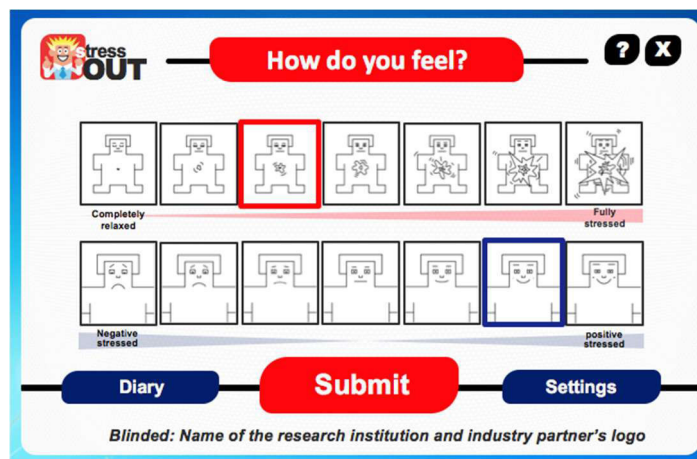 stress
OUT
How do you feel?
? X
Completely
relaxed
Fully
stressed
Negative
stressed
positive
stressed
Diary
Submit
Settings
Blinded: Name of the research institution and industry partner's logo